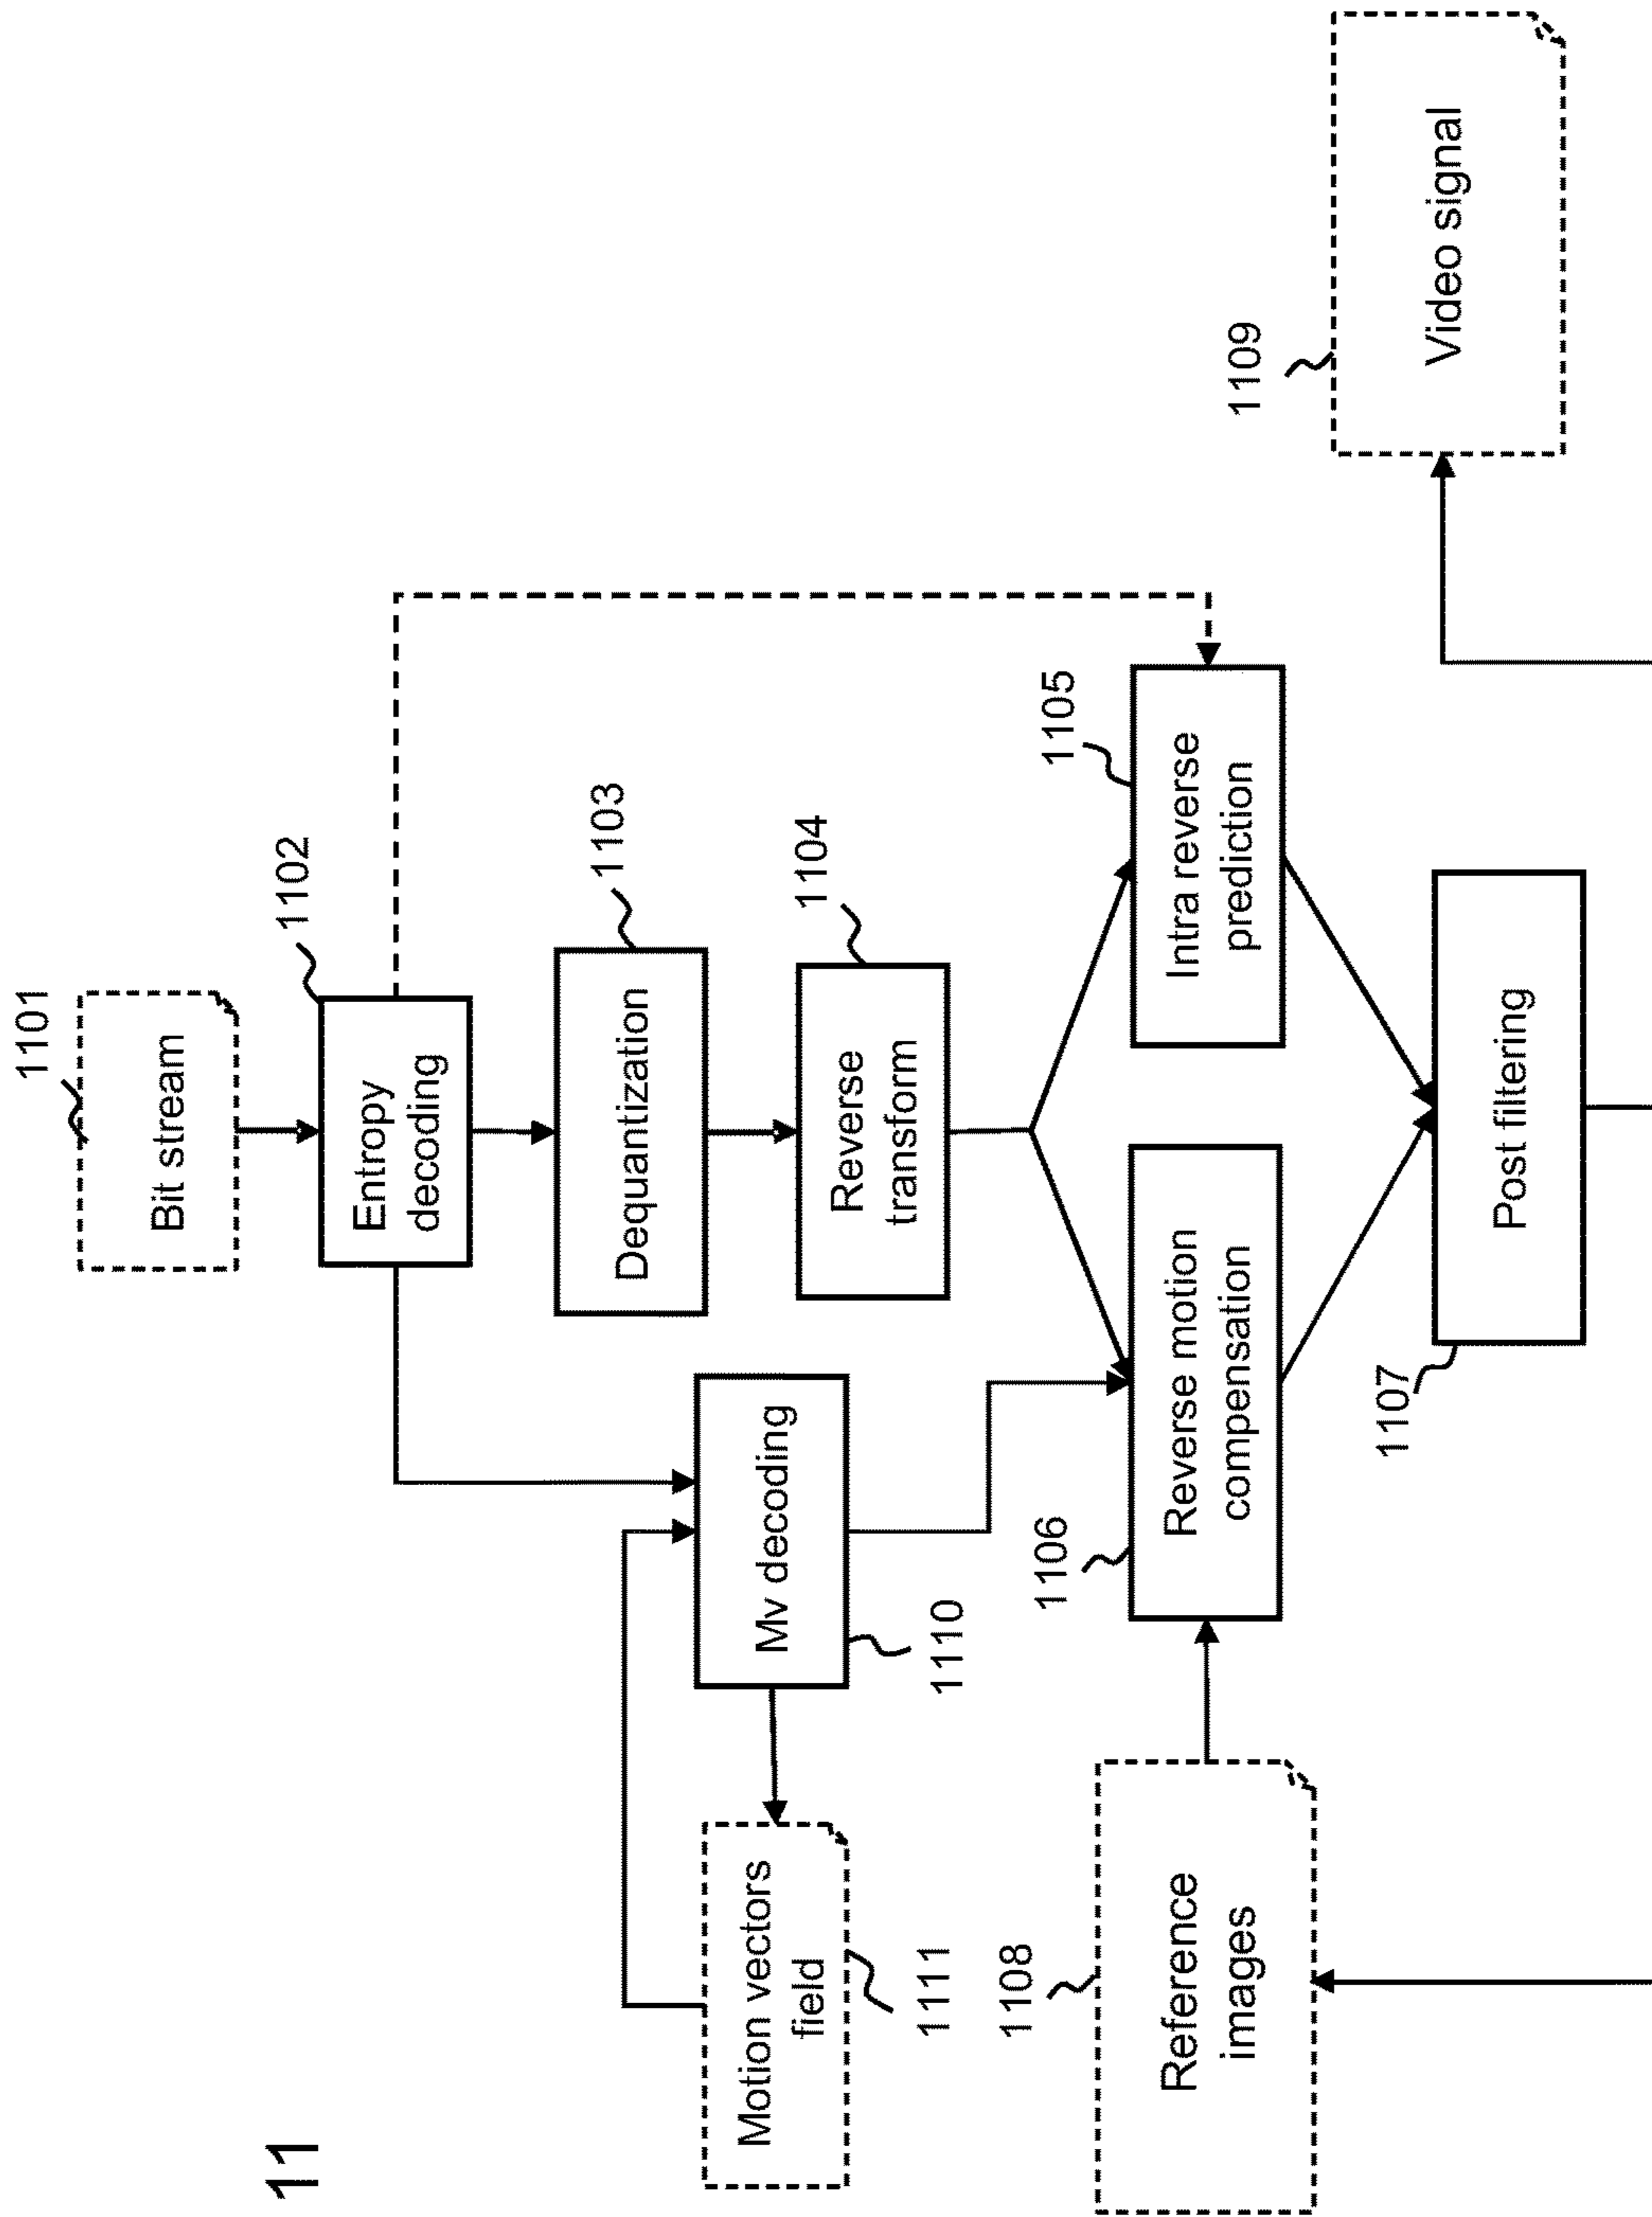 11
1101
Bit stream
1102
Entropy
decoding
1103
Dequantization
Mv decoding
1110
Motion vectors
field
1111
1104
Reverse
transform
1105
Intra reverse
prediction
1106
Reverse motion
compensation
1108
Reference
images
1107
Post filtering
1109
Video signal